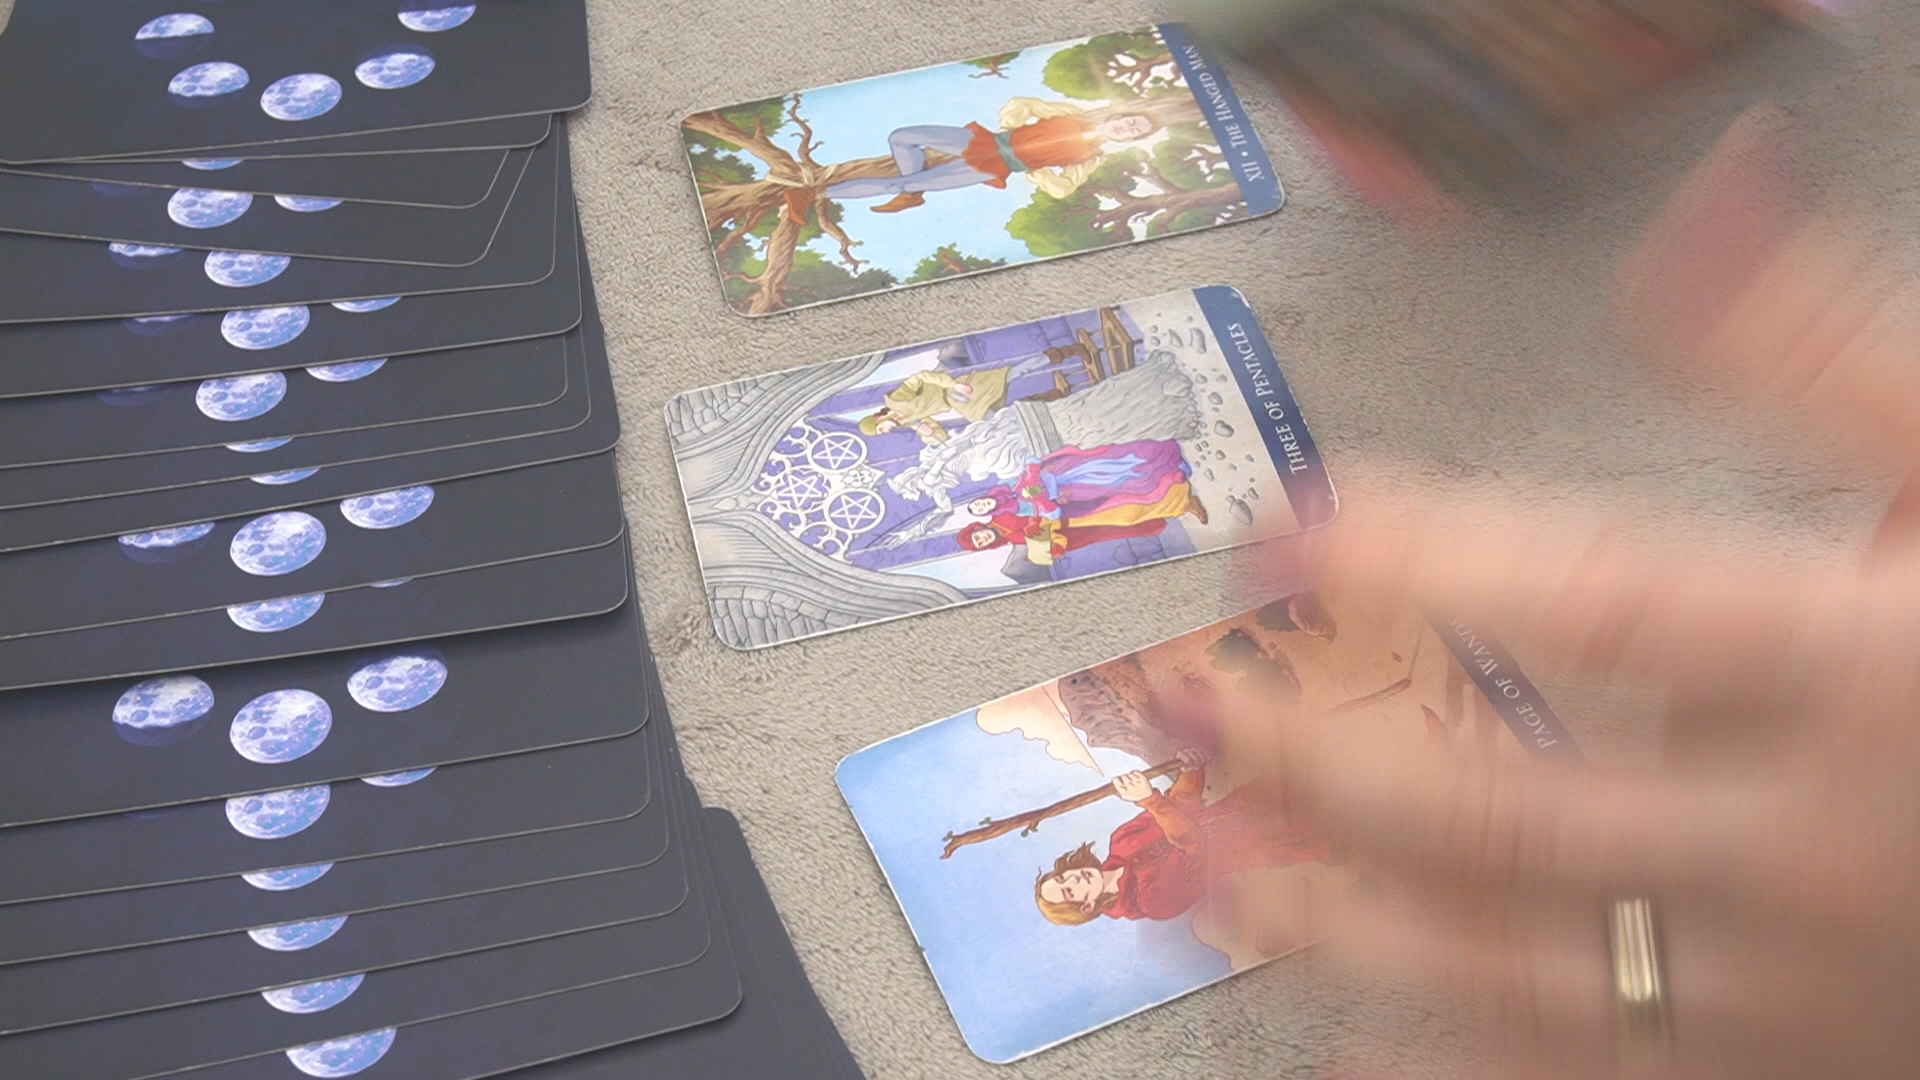 XII • THE HANGED MAN
THREE OF PENTACLES
PAGE OF WANDS